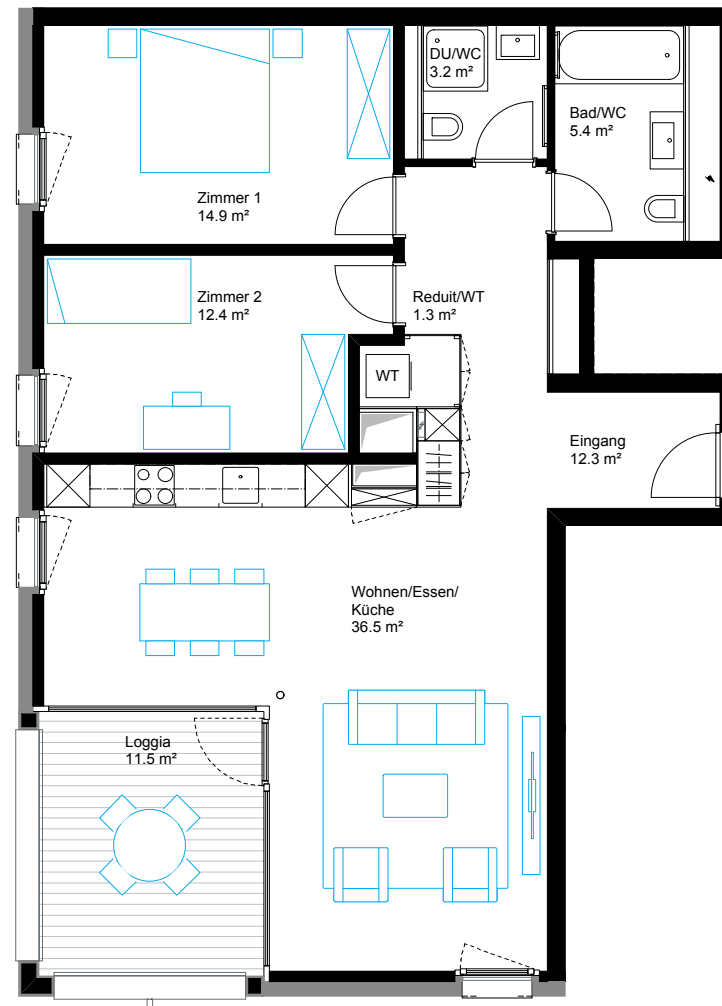 DU/WC
3.2 m²
Bad/WC
5.4 m²
Zimmer 1
14.9 m²
Zimmer 2
12.4 m²
Reduit/WT
1.3 m²
WT
Eingang
12.3 m²
Wohnen/Essen/
Küche
36.5 m²
Loggia
11.5 m²